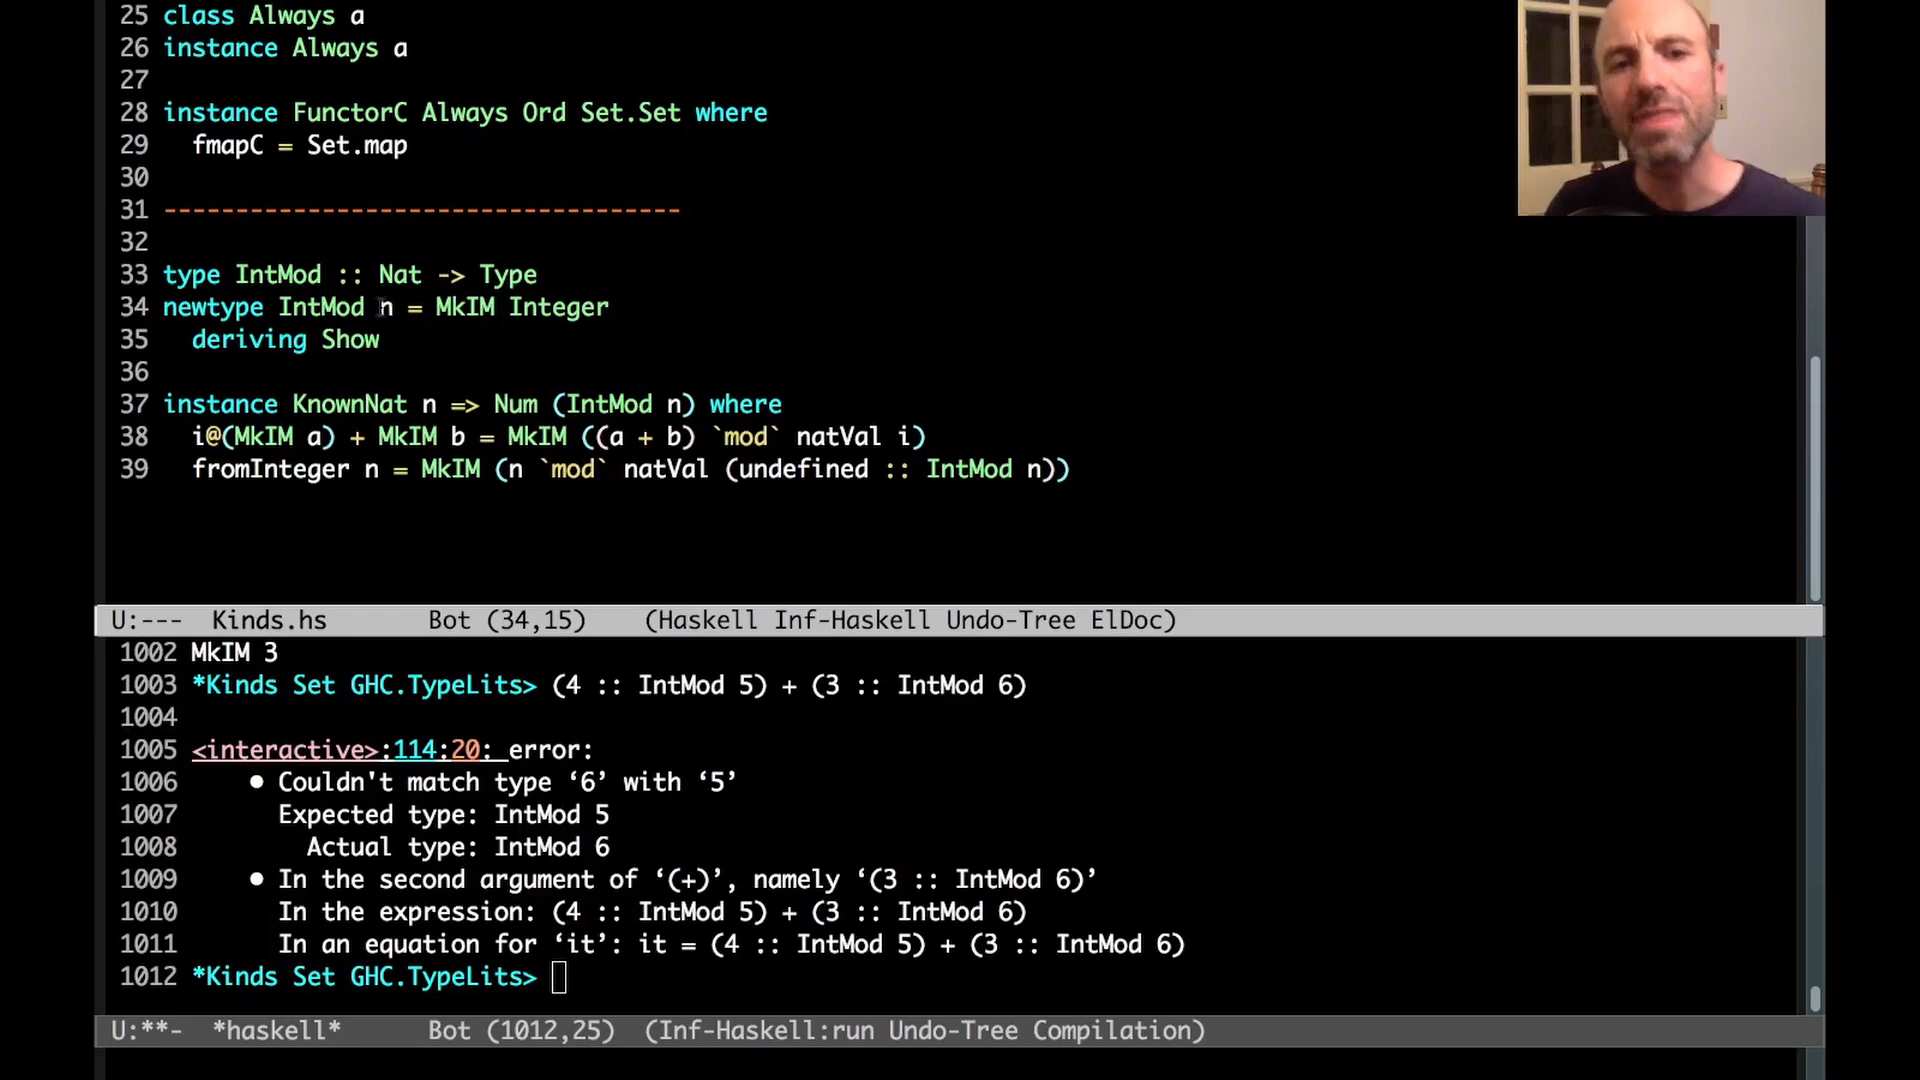 25 class Always a
26 instance Always a
27
28 instance FunctorC Always Ord Set.Set where
29   fmapC = Set.map
30
31 ------------------------------------
32
33 type IntMod :: Nat -> Type
34 newtype IntMod n = MkIM Integer
35   deriving Show
36
37 instance KnownNat n => Num (IntMod n) where
38   i@(MkIM a) + MkIM b = MkIM ((a + b) `mod` natVal i)
39   fromInteger n = MkIM (n `mod` natVal (undefined :: IntMod n))
U:---  Kinds.hs       Bot (34,15)    (Haskell Inf-Haskell Undo-Tree ElDoc)
1002 MkIM 3
1003 *Kinds Set GHC.TypeLits> (4 :: IntMod 5) + (3 :: IntMod 6)
1004
1005 <interactive>:114:20: error:
1006     • Couldn't match type ‘6’ with ‘5’
1007       Expected type: IntMod 5
1008         Actual type: IntMod 6
1009     • In the second argument of ‘(+)’, namely ‘(3 :: IntMod 6)’
1010       In the expression: (4 :: IntMod 5) + (3 :: IntMod 6)
1011       In an equation for ‘it’: it = (4 :: IntMod 5) + (3 :: IntMod 6)
1012 *Kinds Set GHC.TypeLits>
U:**-  *haskell*      Bot (1012,25)  (Inf-Haskell:run Undo-Tree Compilation)